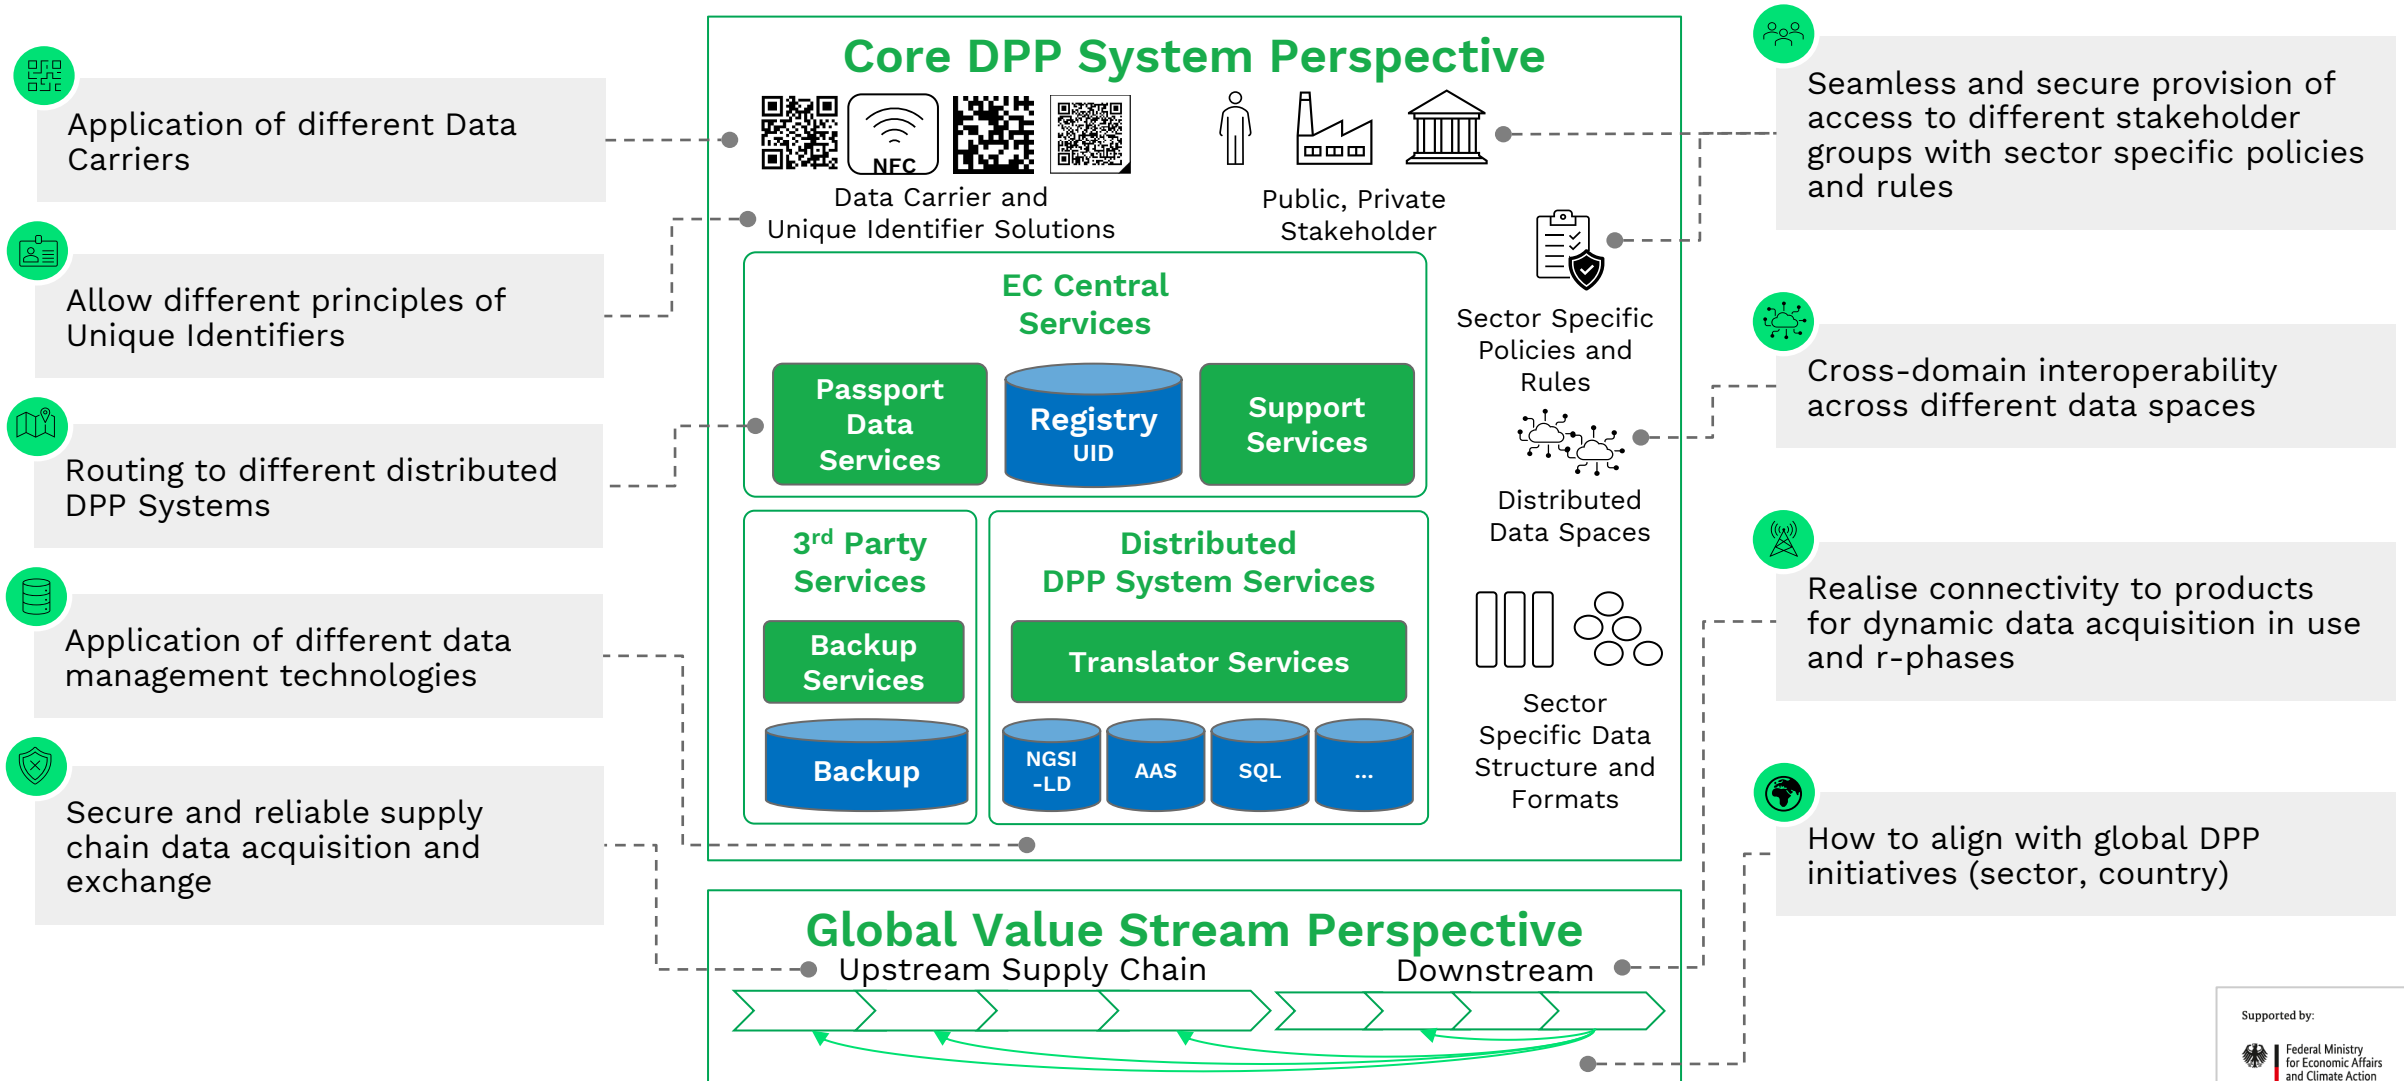 Core DPP System Perspective
Application of different Data
Carriers
Allow different principles of
Unique Identifiers
Routing to different distributed
DPP Systems
Application of different data
management technologies
Secure and reliable supply
chain data acquisition and
exchange
NFC
Data Carrier and
Unique Identifier Solutions
Public, Private
Stakeholder
EC Central
Services
Passport
Data
Services
Registry
UID
Support
Services
3rd Party
Services
Backup
Services
Backup
Distributed
DPP System Services
Translator Services
NGSI
-LD
AAS
SQL
...
Sector Specific
Policies and
Rules
Distributed
Data Spaces
Sector
Specific Data
Structure and
Formats
Global Value Stream Perspective
Upstream Supply Chain
Downstream
Seamless and secure provision of
access to different stakeholder
groups with sector specific policies
and rules
Cross-domain interoperability
across different data spaces
Realise connectivity to products
for dynamic data acquisition in use
and r-phases
How to align with global DPP
initiatives (sector, country)
Supported by:
Federal Ministry
for Economic Affairs
and Climate Action